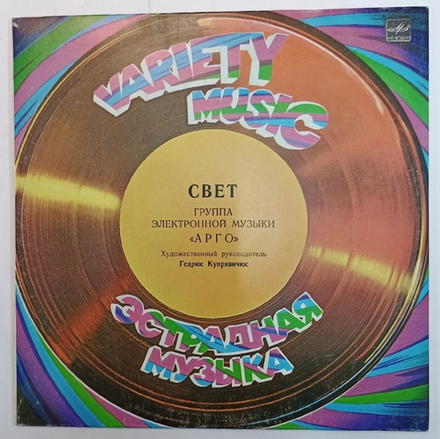 VARIETY
MUSIC
СВЕТ
ГРУППА
ЭЛЕКТРОННОЙ МУЗЫКИ
«АРГО»
Художественный руководитель
Гедрюс Купрявичюс
ЭСТРАДНАЯ
МУЗЫКА